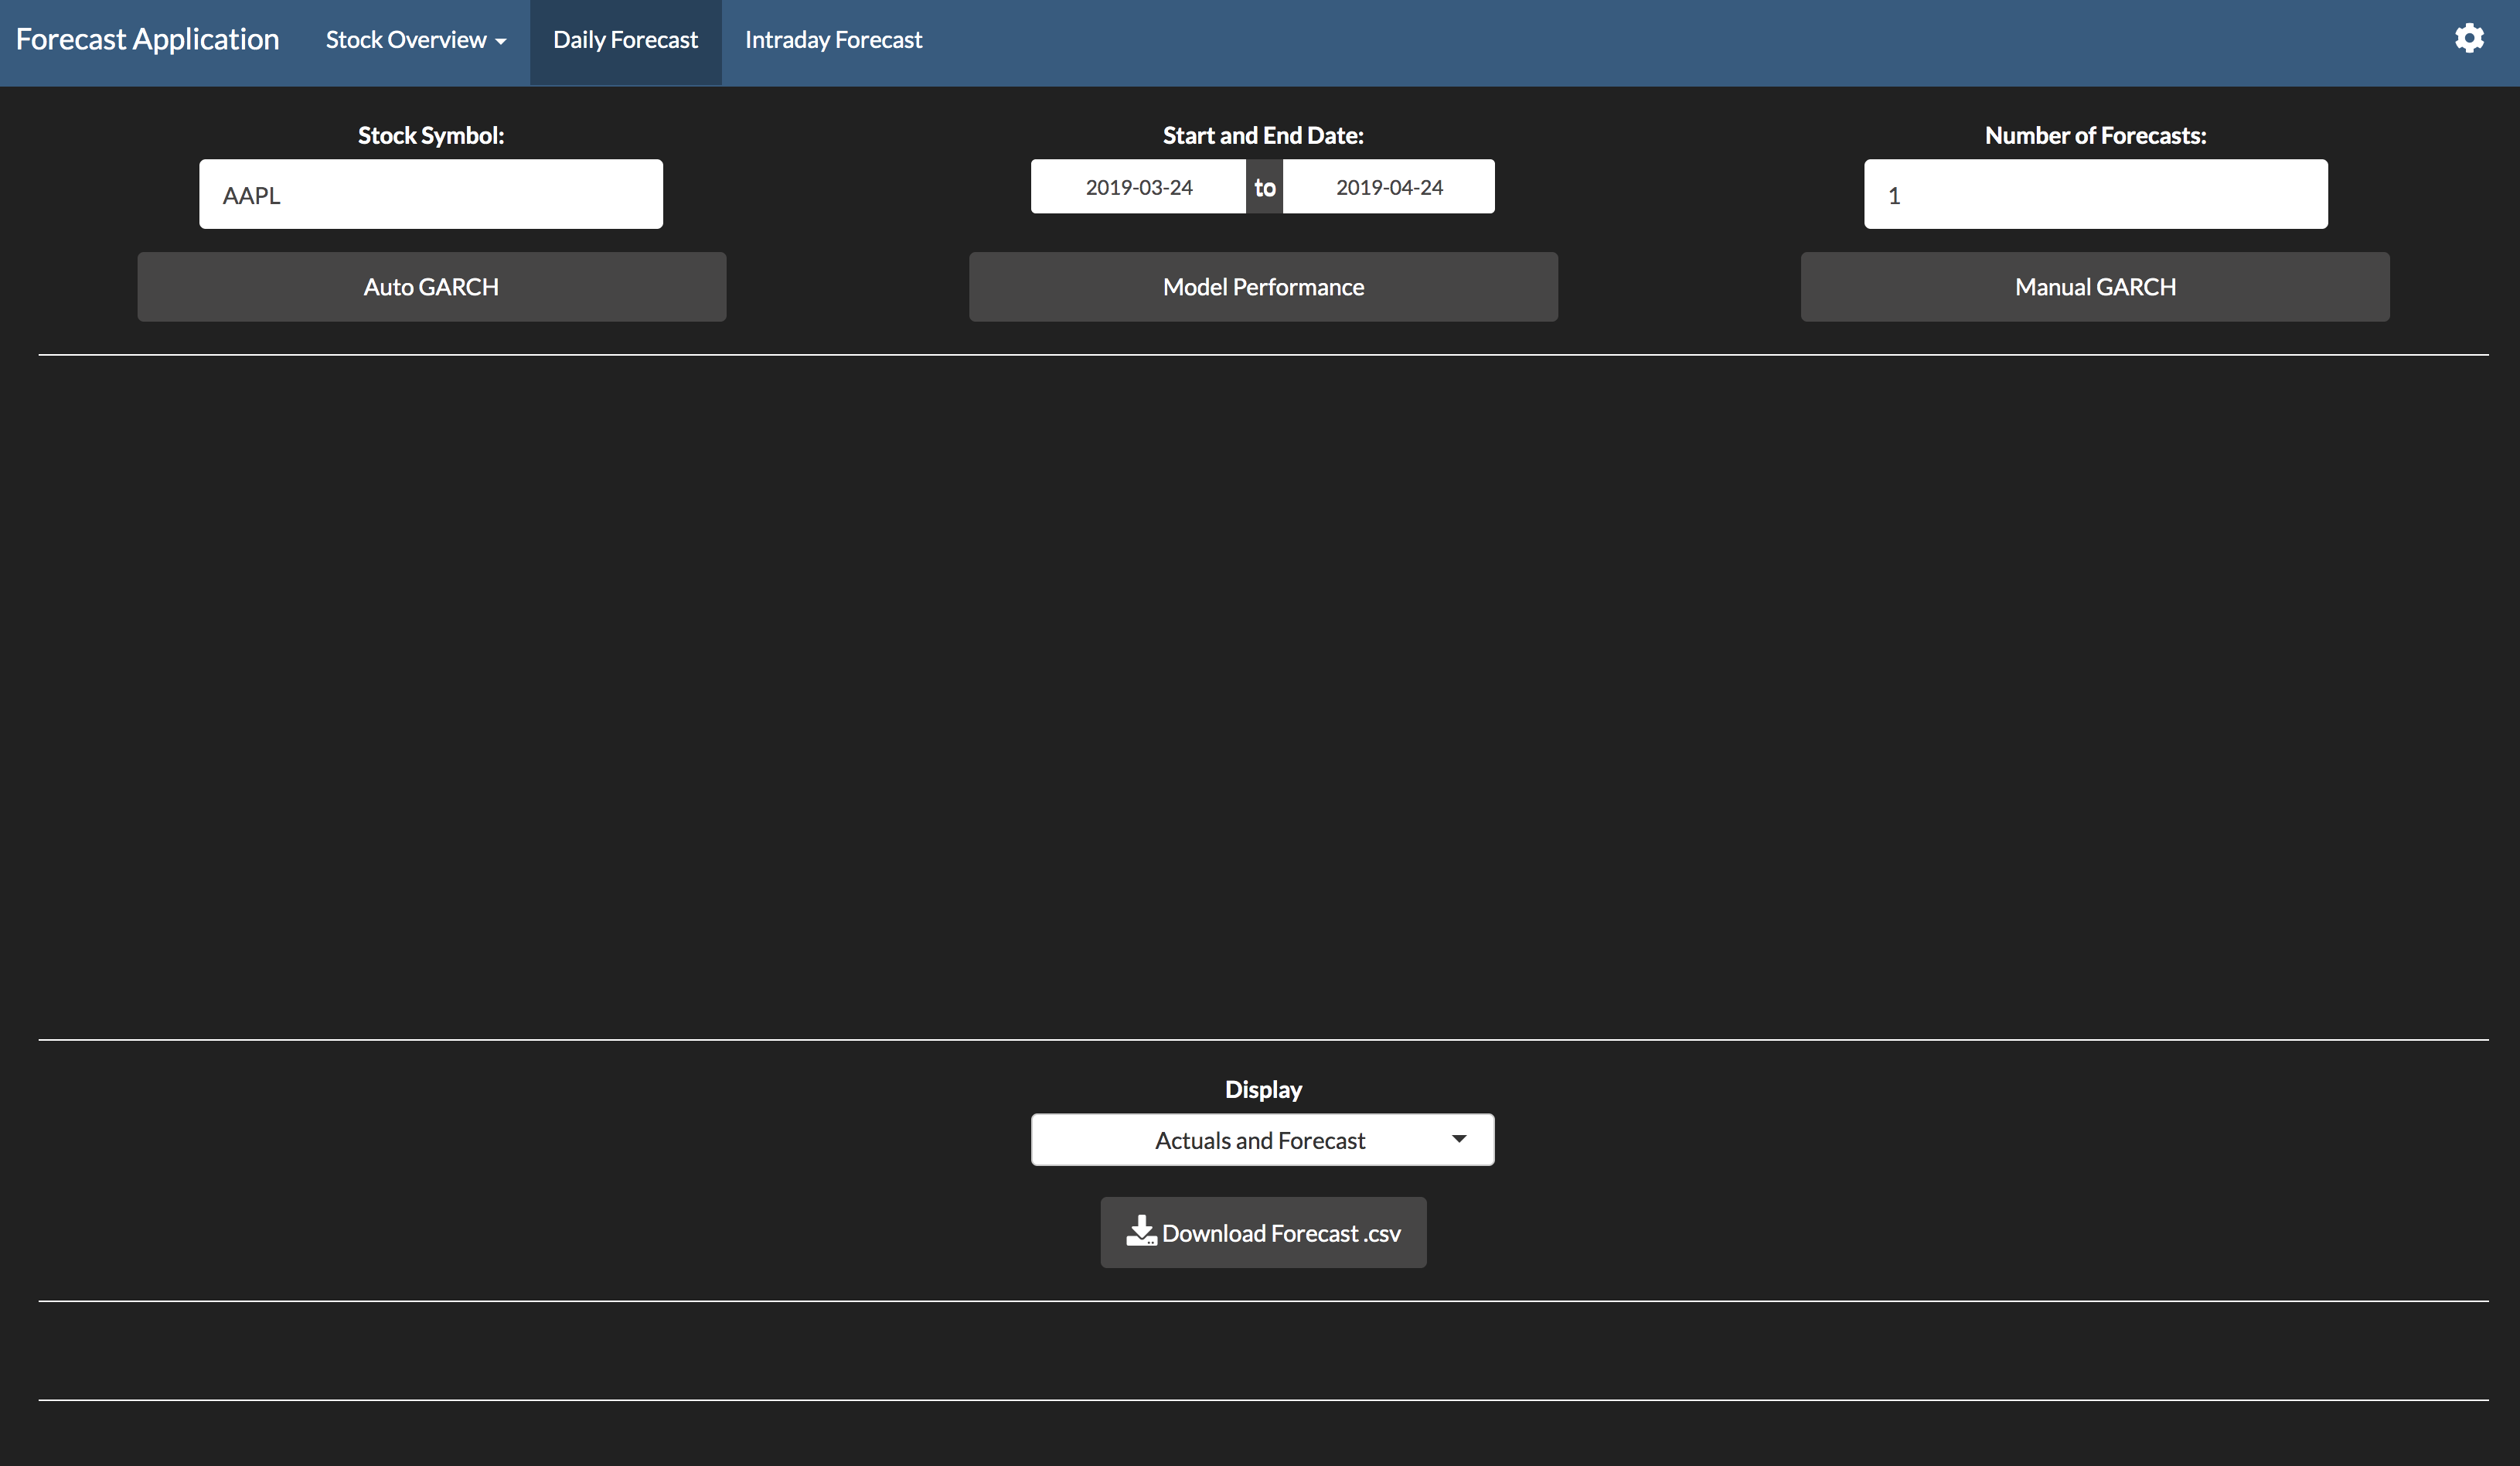 Forecast Application Stock Overview Daily Forecast Intraday Forecast
Stock Symbol: Start and End Date: Number of Forecasts:
AAPL 2019-03-24 to 2019-04-24 1
Auto GARCH Model Performance Manual GARCH
Display
Actuals and Forecast
Download Forecast .csv